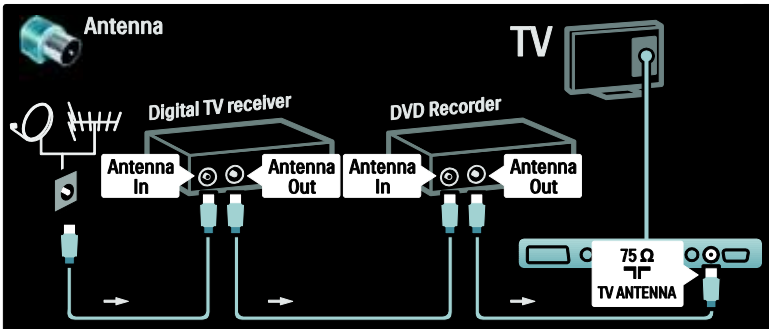 Antenna
TV
Digital TV receiver
DVD Recorder
Antenna
In
Antenna
Out
Antenna
In
Antenna
Out
75 Ω
TV ANTENNA